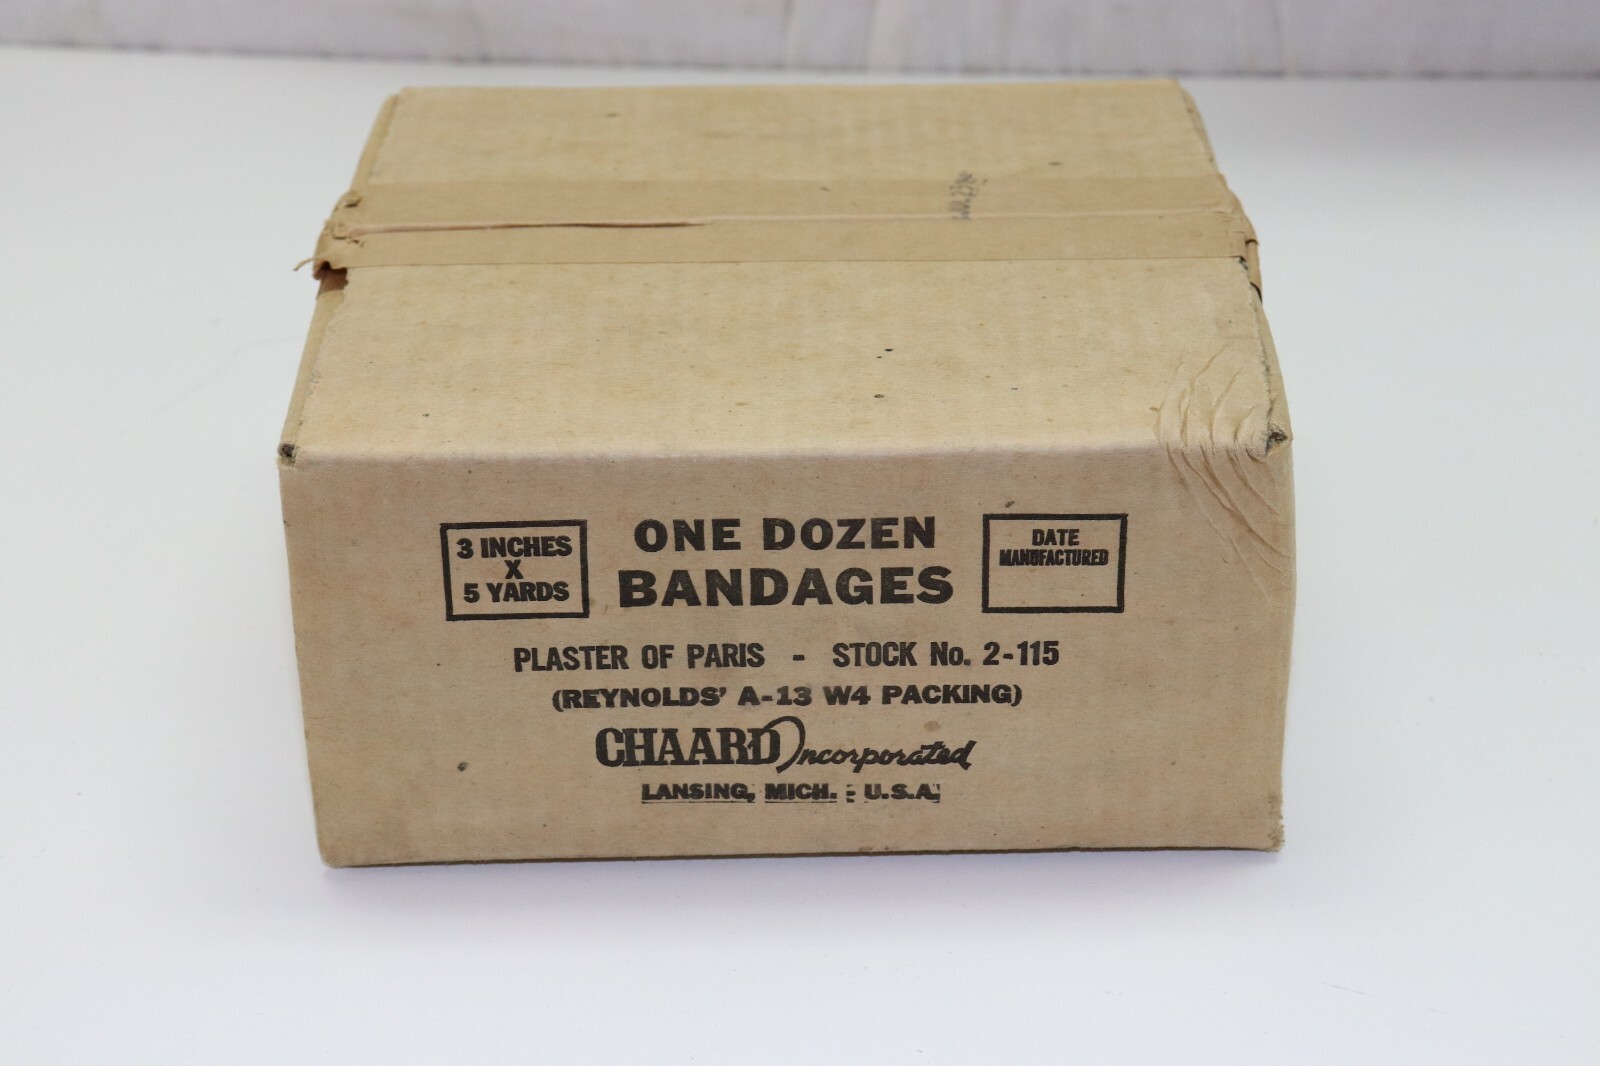 3 INCHES
X
5 YARDS
ONE DOZEN
BANDAGES
DATE
MANUFACTURED
PLASTER OF PARIS - STOCK No. 2-115
(REYNOLDS' A-13 W4 PACKING)
CHAARD Incorporated
LANSING, MICH. - U.S.A.